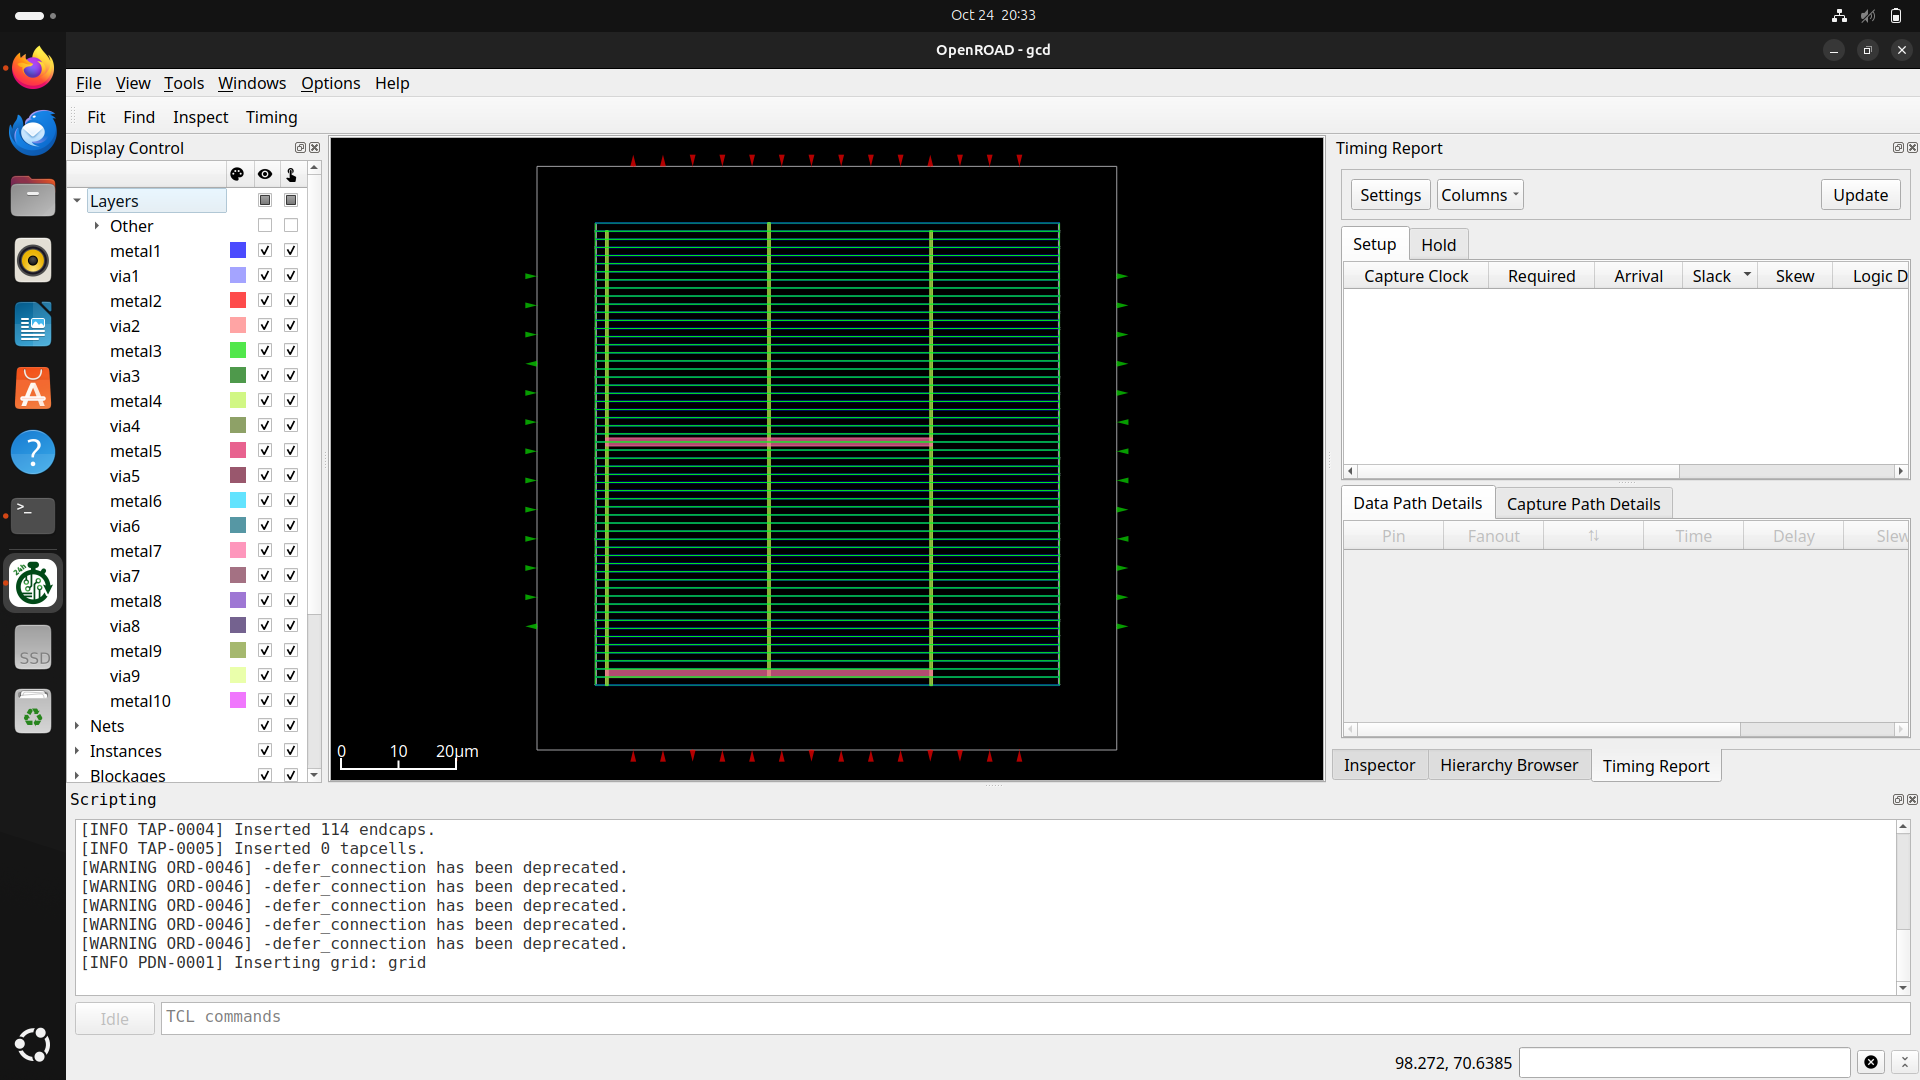 Oct 24 20:33
OpenROAD - gcd
File View Tools Windows Options Help
Fit Find Inspect Timing
Display Control
Layers
Other
metal1
via1
metal2
via2
metal3
via3
metal4
via4
metal5
via5
metal6
via6
metal7
via7
metal8
via8
metal9
via9
metal10
Nets
Instances
Blockages
0 10 20µm
Timing Report
Settings Columns Update
Setup Hold
Capture Clock Required Arrival Slack Skew Logic D
Data Path Details Capture Path Details
Pin Fanout Time Delay Slew
Inspector Hierarchy Browser Timing Report
Scripting
[INFO TAP-0004] Inserted 114 endcaps.
[INFO TAP-0005] Inserted 0 tapcells.
[WARNING ORD-0046] -defer_connection has been deprecated.
[WARNING ORD-0046] -defer_connection has been deprecated.
[WARNING ORD-0046] -defer_connection has been deprecated.
[WARNING ORD-0046] -defer_connection has been deprecated.
[WARNING ORD-0046] -defer_connection has been deprecated.
[INFO PDN-0001] Inserting grid: grid
Idle TCL commands
98.272, 70.6385
24h
SSD